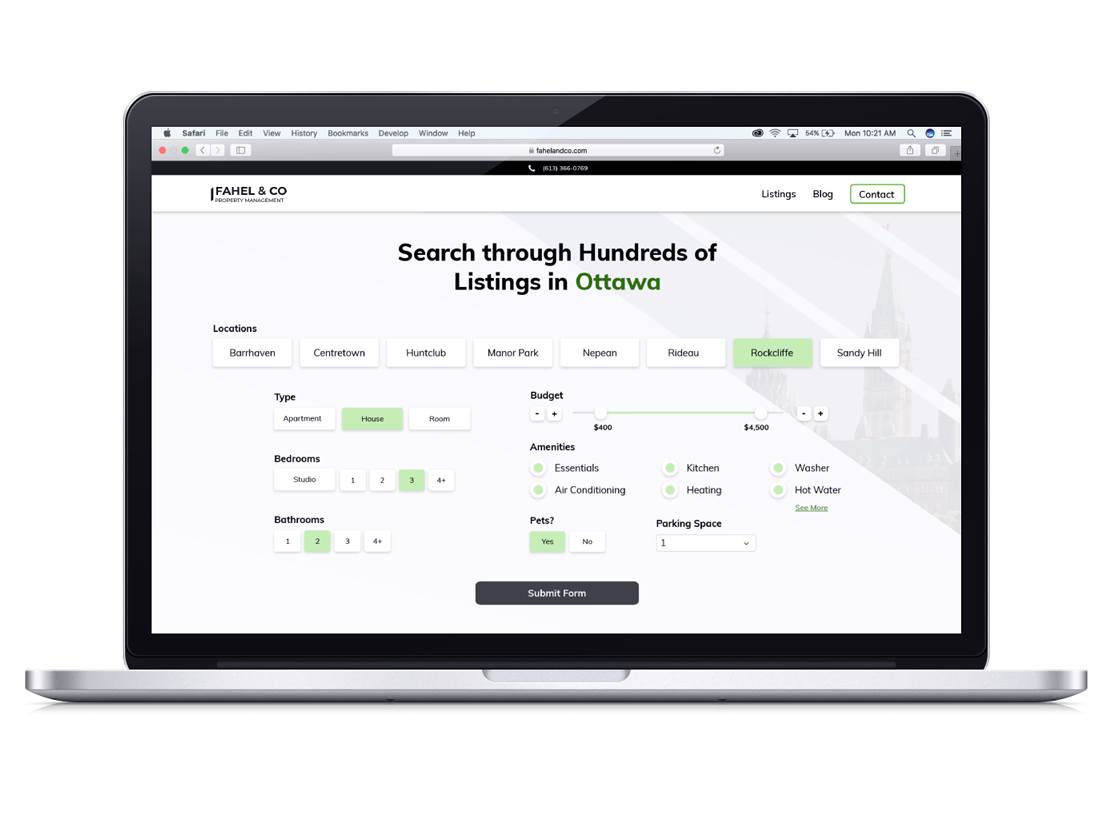 Safari File Edit View History Bookmarks Develop Window Help 54% Mon 10:21 AM
fahelandco.com
(613) 366-0769
FAHEL & CO
PROPERTY MANAGEMENT
Listings Blog Contact
Search through Hundreds of
Listings in Ottawa
Locations
Barrhaven Centretown Huntclub Manor Park Nepean Rideau Rockcliffe Sandy Hill
Type
Apartment House Room
Budget
- + - +
$400 $4,500
Bedrooms
Studio 1 2 3 4+
Amenities
Essentials Kitchen Washer
Air Conditioning Heating Hot Water
See More
Bathrooms
1 2 3 4+
Pets?
Yes No
Parking Space
1
Submit Form